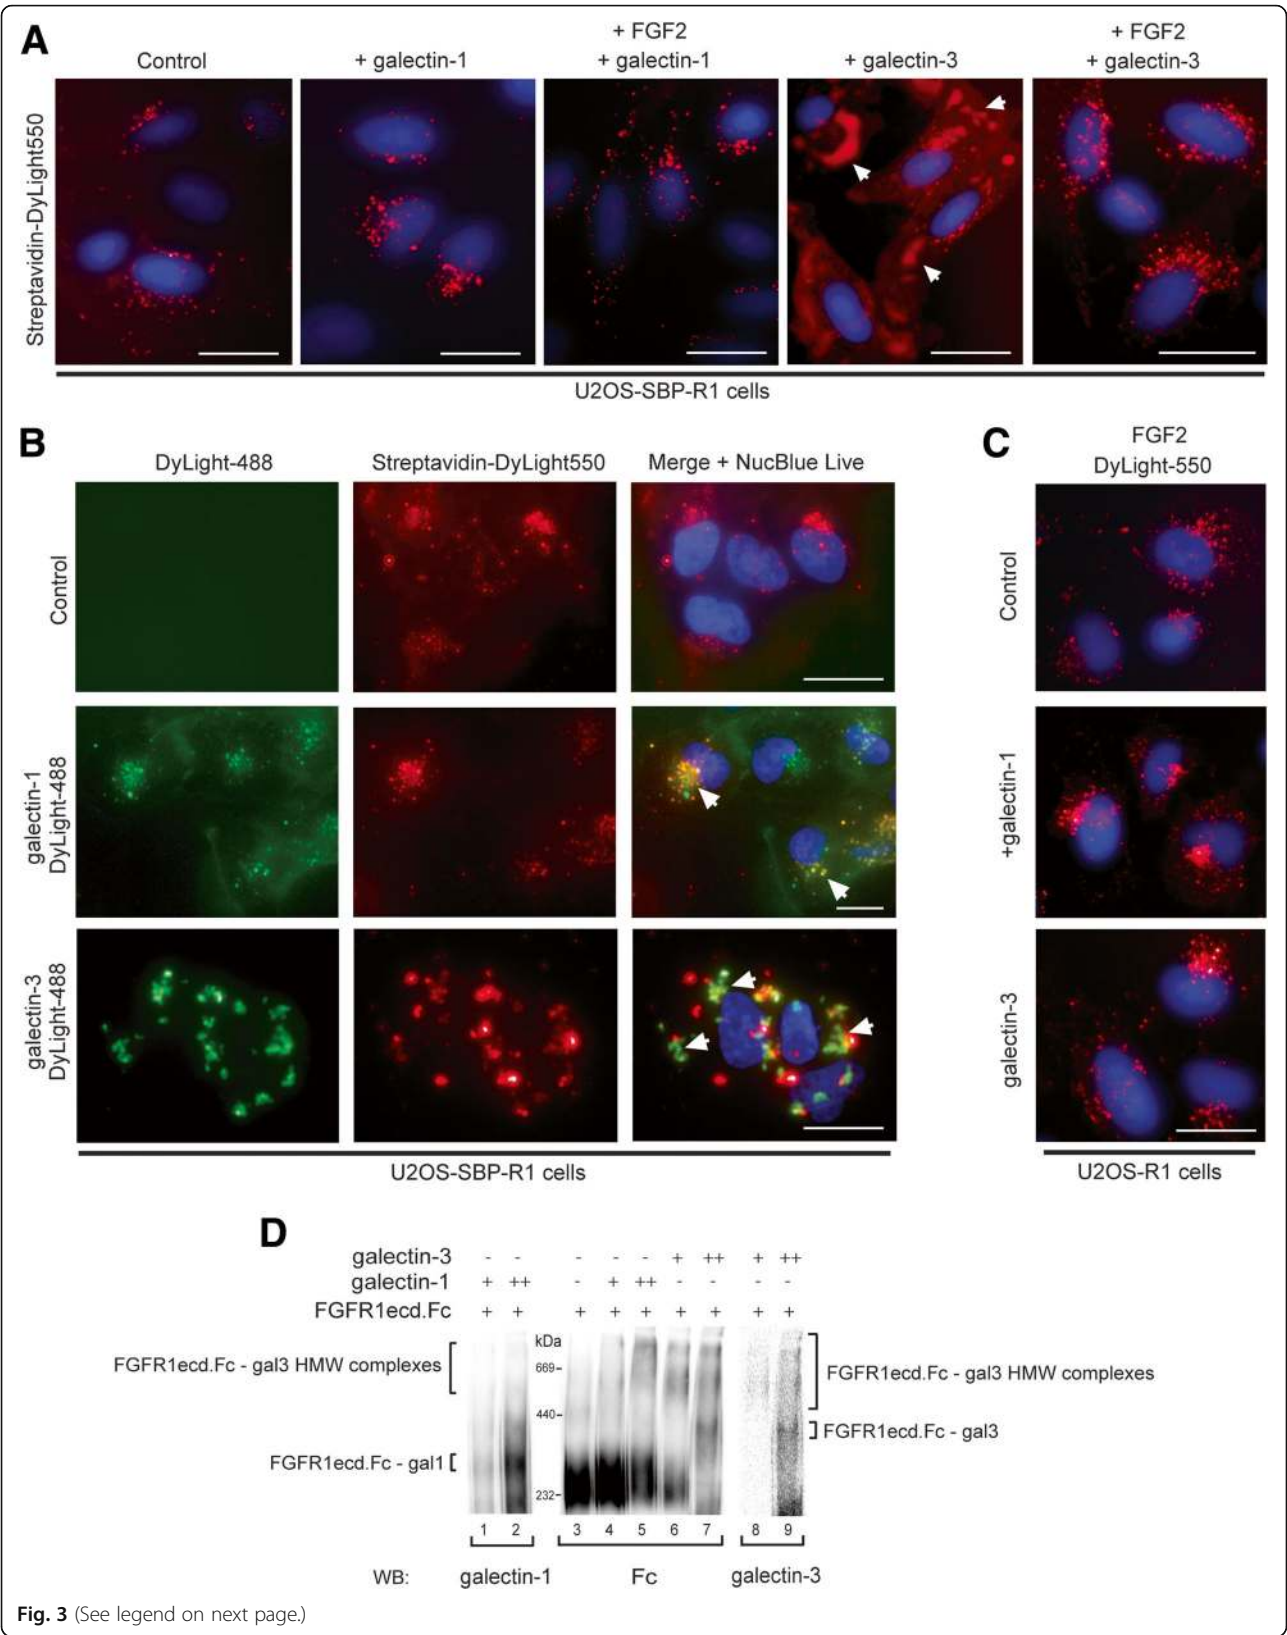 A
Control
+ galectin-1
+ FGF2
+ galectin-1
+ galectin-3
+ FGF2
+ galectin-3
Streptavidin-DyLight550
U2OS-SBP-R1 cells
B
DyLight-488
Streptavidin-DyLight550
Merge + NucBlue Live
Control
galectin-1
DyLight-488
galectin-3
DyLight-488
U2OS-SBP-R1 cells
C
FGF2
DyLight-550
Control
+galectin-1
galectin-3
U2OS-R1 cells
D
galectin-3 - - - - - + ++ + ++
galectin-1 + ++ - + ++ - - - -
FGFR1ecd.Fc + + + + + + + + +
kDa
669-
440-
232-
FGFR1ecd.Fc - gal3 HMW complexes
FGFR1ecd.Fc - gal1
FGFR1ecd.Fc - gal3 HMW complexes
FGFR1ecd.Fc - gal3
1 2 3 4 5 6 7 8 9
WB: galectin-1 Fc galectin-3
Fig. 3 (See legend on next page.)